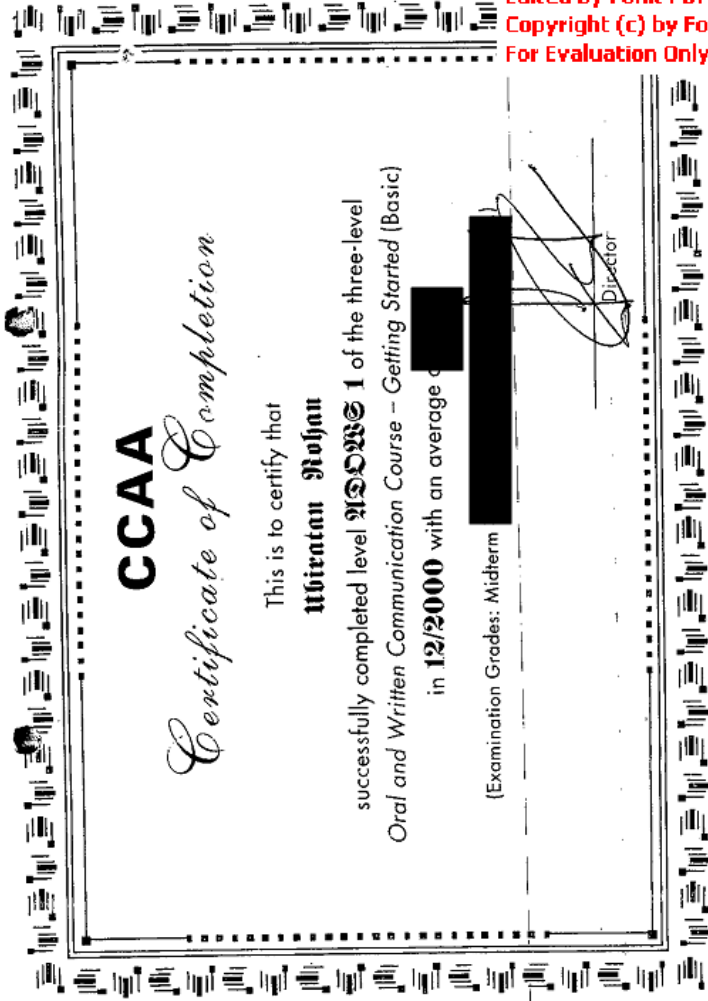 Copyright (c) by Fo
For Evaluation Only
CCAA
Certificate of Completion
This is to certify that
Ubiratan Rohan
successfully completed level ADOWS 1 of the three-level
Oral and Written Communication Course – Getting Started (Basic)
in 12/2000 with an average
(Examination Grades: Midterm
Director